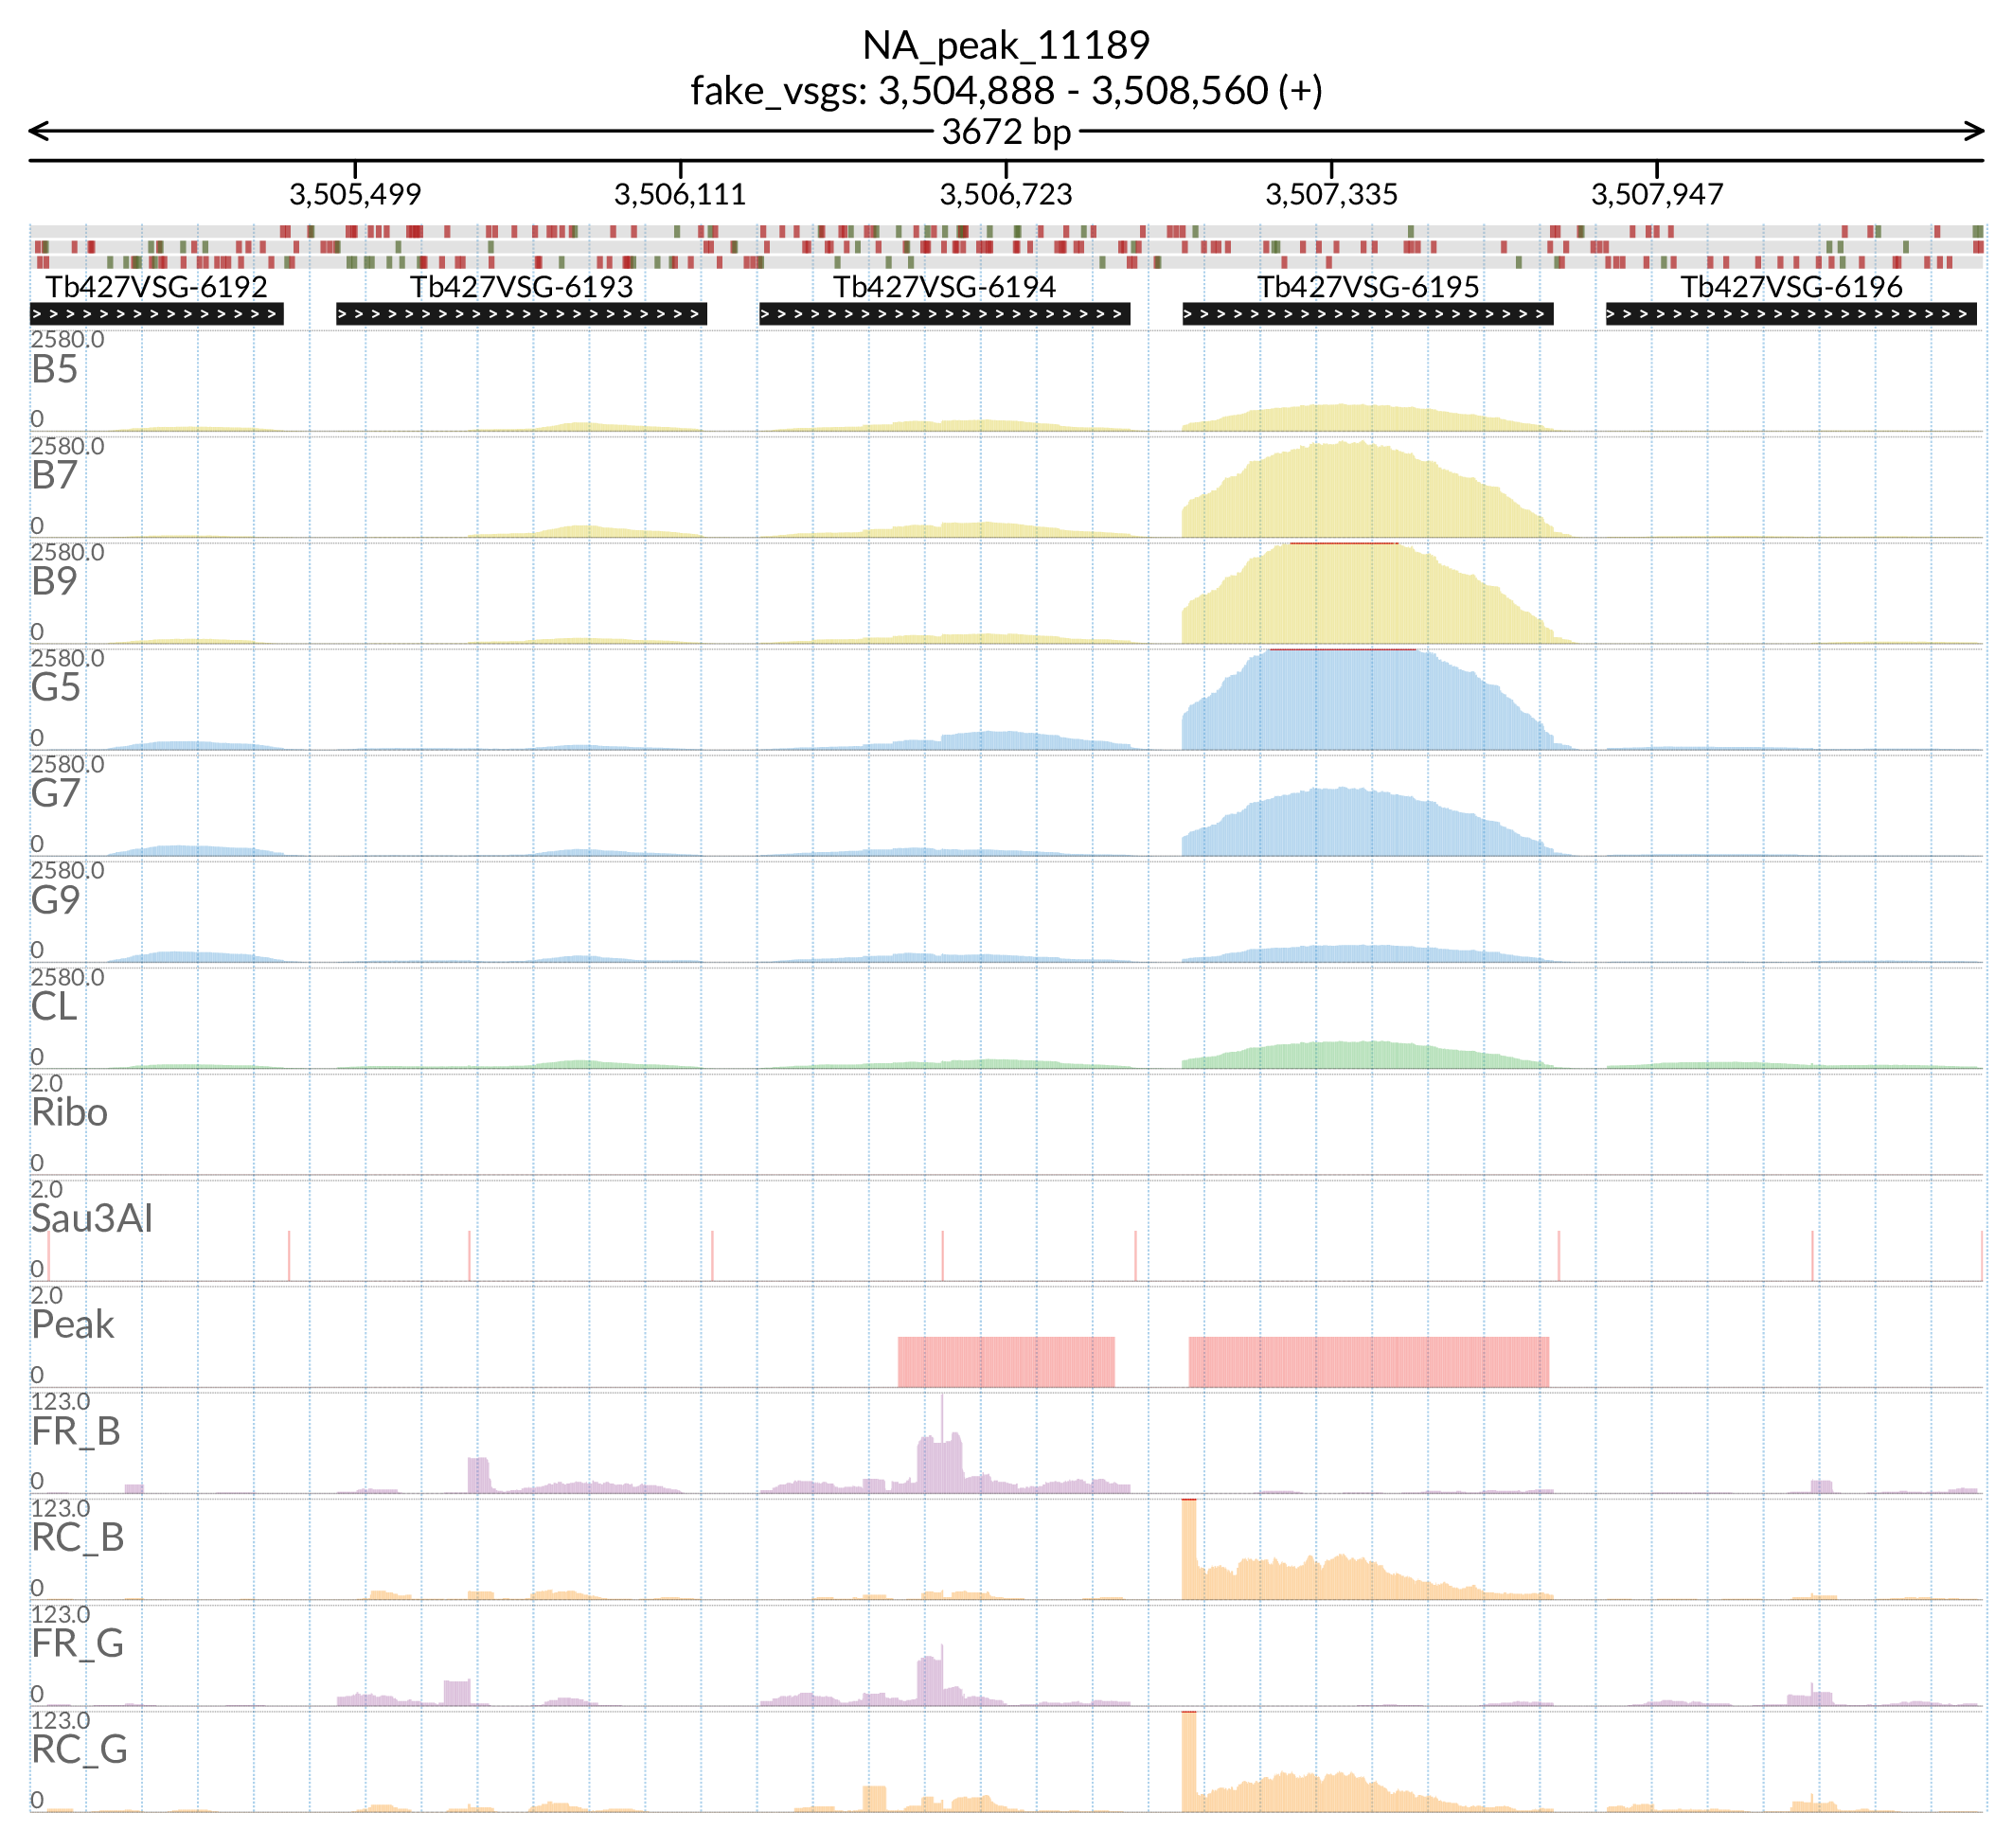 NA_peak_11189
fake_vsgs: 3,504,888 - 3,508,560 (+)
3672 bp
3,505,499 3,506,111 3,506,723 3,507,335 3,507,947
Tb427VSG-6192 Tb427VSG-6193 Tb427VSG-6194 Tb427VSG-6195 Tb427VSG-6196
2580.0
B5
0
2580.0
B7
0
2580.0
B9
0
2580.0
G5
0
2580.0
G7
0
2580.0
G9
0
2580.0
CL
0
2.0
Ribo
0
2.0
Sau3AI
0
2.0
Peak
0
123.0
FR_B
0
123.0
RC_B
0
123.0
FR_G
0
123.0
RC_G
0